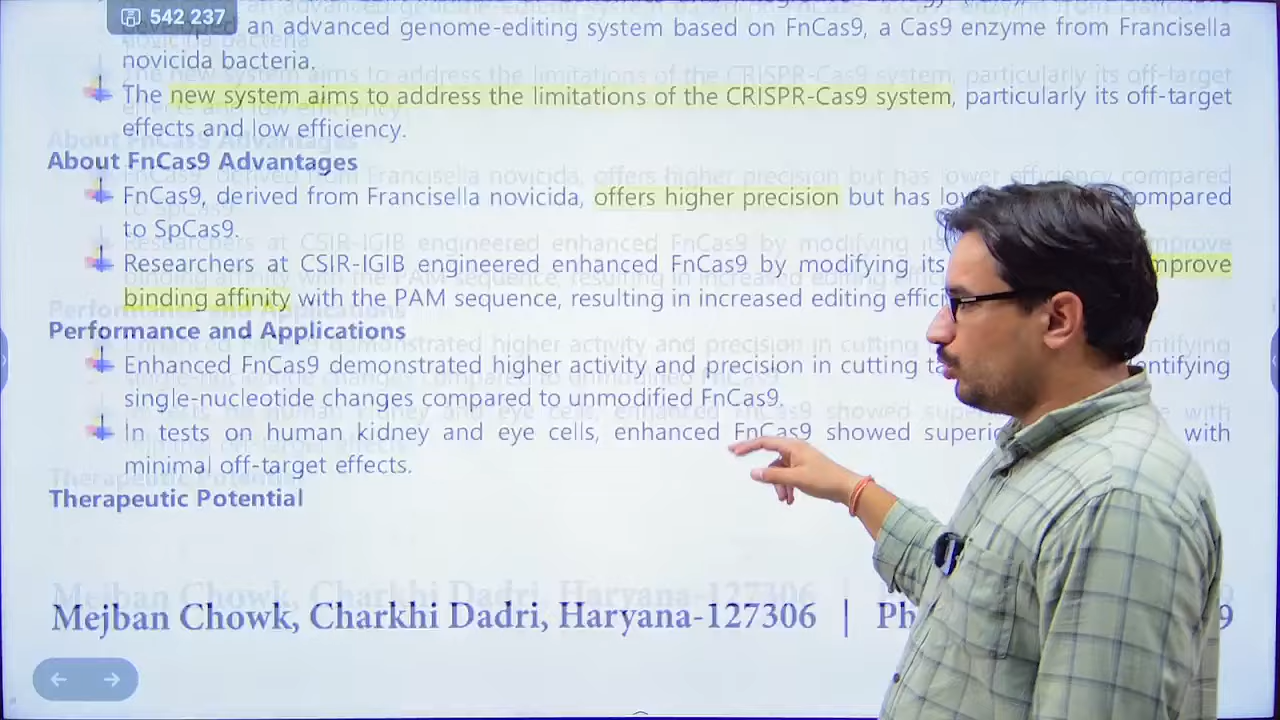 542 237
Developed an advanced genome-editing system based on FnCas9, a Cas9 enzyme from Francisella
novicida bacteria.
The new system aims to address the limitations of the CRISPR-Cas9 system, particularly its off-target
effects and low efficiency.
About FnCas9 Advantages
FnCas9, derived from Francisella novicida, offers higher precision but has compared
to SpCas9.
Researchers at CSIR-IGIB engineered enhanced FnCas9 by modifying its improve
binding affinity with the PAM sequence, resulting in increased editing
Performance and Applications
Enhanced FnCas9 demonstrated higher activity and precision in cutting
single-nucleotide changes compared to unmodified FnCas9.
In tests on human kidney and eye cells, enhanced FnCas9 showed with
minimal off-target effects.
Therapeutic Potential
Mejban Chowk, Charkhi Dadri, Haryana-127306 | Ph 9